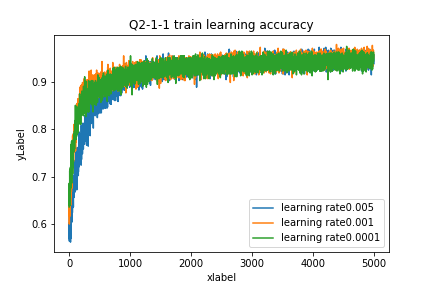 Q2-1-1 train learning accuracy
yLabel
0.9
0.8
0.7
0.6
learning rate0.005
learning rate0.001
learning rate0.0001
0
1000
2000
3000
4000
5000
xlabel